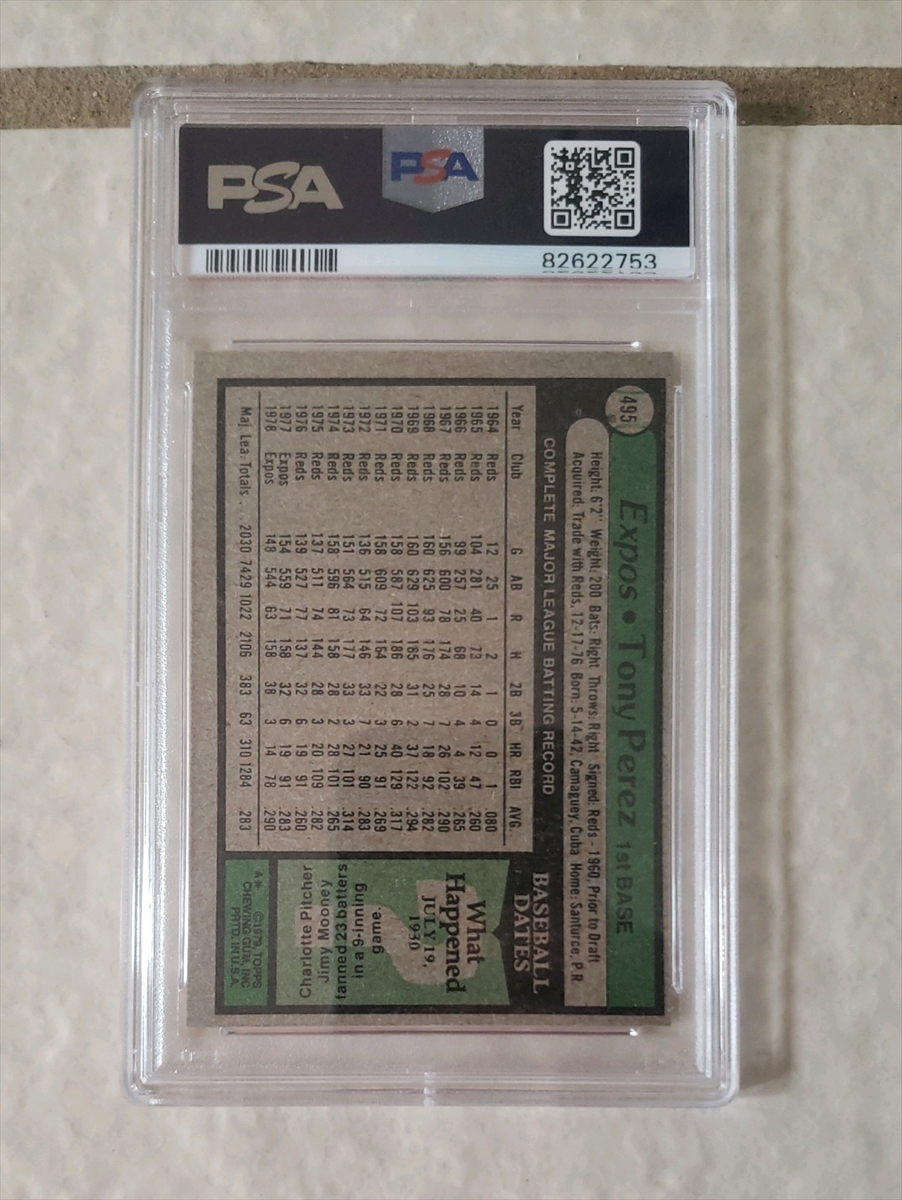 PSA
PSA
82622753
495
Expos • Tony Perez 1st BASE
Height: 6'2" Weight: 200 Bats: Right Throws: Right Signed: Reds - 1960, Prior to Draft
Acquired: Trade with Reds, 12-17-76 Born: 5-14-42, Camaguey, Cuba Home: Santurce, P.R.
COMPLETE MAJOR LEAGUE BATTING RECORD
Year Club G AB R H 2B 3B HR RBI AVG.
1964 Reds 12 25 1 2 1 0 0 1 .080
1965 Reds 104 281 40 73 14 4 12 47 .260
1966 Reds 99 257 25 68 10 4 4 39 .265
1967 Reds 156 600 78 174 28 7 26 102 .290
1968 Reds 160 625 93 176 25 7 18 92 .282
1969 Reds 160 629 103 185 31 2 37 122 .294
1970 Reds 158 587 107 186 28 6 40 129 .317
1971 Reds 158 609 72 164 22 3 25 91 .269
1972 Reds 136 515 64 146 33 7 21 90 .283
1973 Reds 151 564 73 177 33 3 27 101 .314
1974 Reds 158 596 81 158 28 2 28 101 .265
1975 Reds 137 511 74 144 28 3 20 109 .282
1976 Reds 139 527 77 137 32 6 19 91 .260
1977 Expos 154 559 71 158 32 6 19 91 .283
1978 Expos 148 544 63 158 38 3 14 78 .290
Maj. Lea. Totals . . . 2030 7429 1022 2106 383 63 310 1284 .283
BASEBALL
DATES
What
Happened
JULY 19,
1930
Charlotte Pitcher
Jimmy Mooney
fanned 23 batters
in a 9-inning
game.
A* ©1979, TOPPS
CHEWING GUM, INC
PRTD. IN U.S.A.